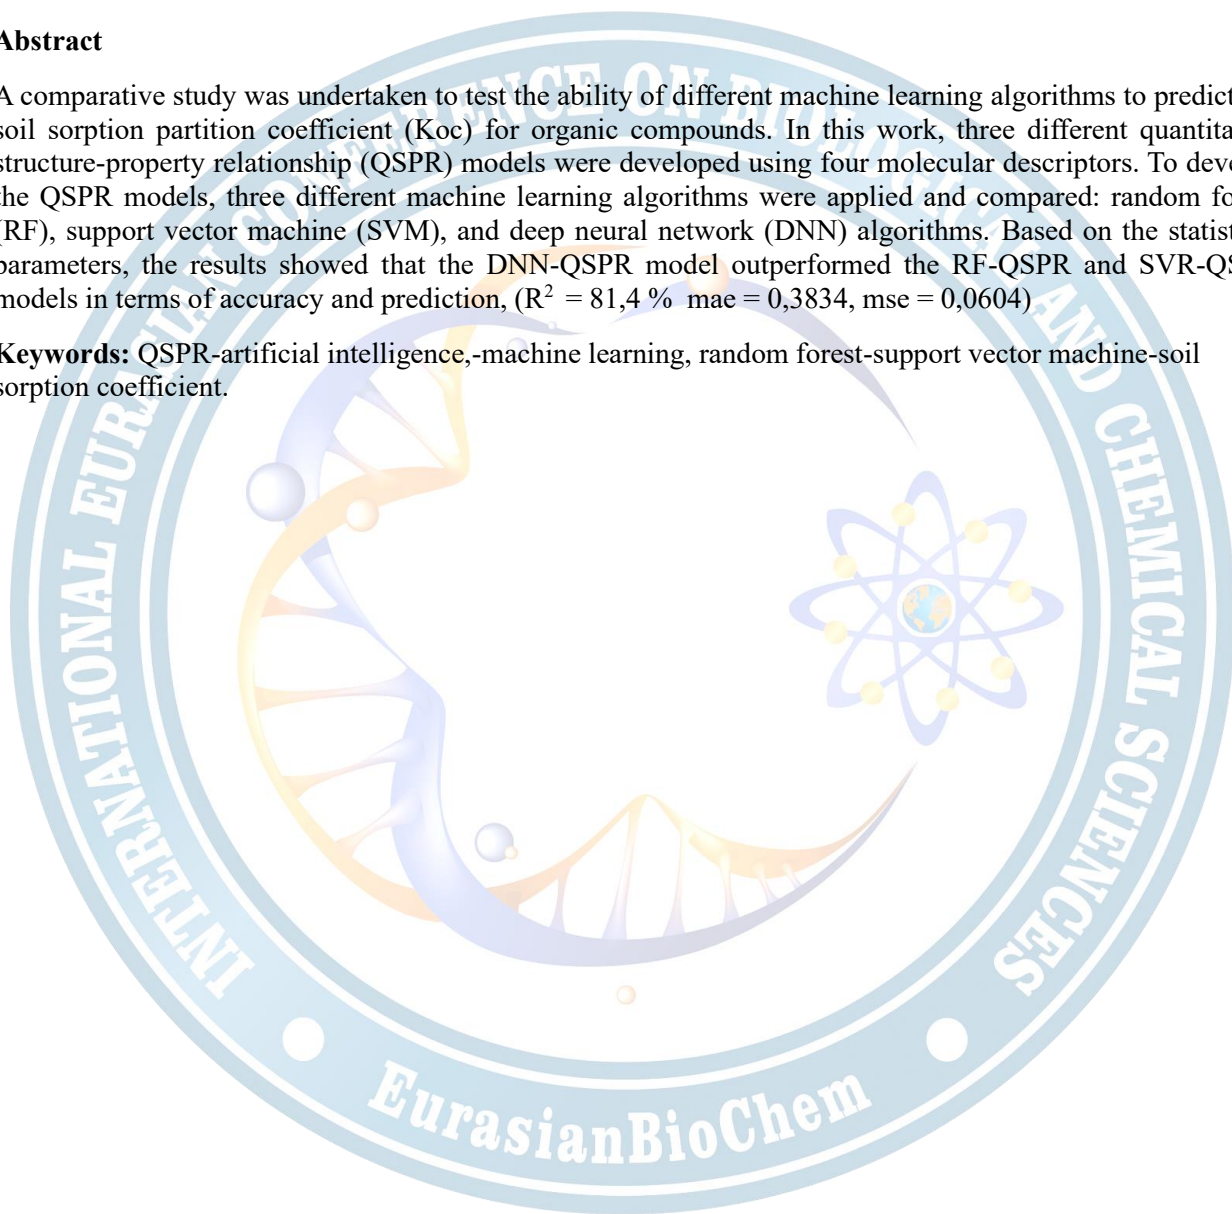 Abstract
A comparative study was undertaken to test the ability of different machine learning algorithms to predict
soil sorption partition coefficient (Koc) for organic compounds. In this work, three different
structure-property relationship (QSPR) models were developed using four molecular descriptors. To
the QSPR models, three different machine learning algorithms were applied and compared: random
(RF), support vector machine (SVM), and deep neural network (DNN) algorithms. Based on the
parameters, the results showed that the DNN-QSPR model outperformed the RF-QSPR and
models in terms of accuracy and prediction, (R² = 81,4 % mae = 0,3834, mse = 0,0604)
Keywords: QSPR-artificial intelligence,-machine learning, random forest-support vector machine-soil
sorption coefficient.
INTERNATIONAL EURASIAN CONFERENCE ON BIOLOGICAL AND CHEMICAL SCIENCES
EurasianBioChem